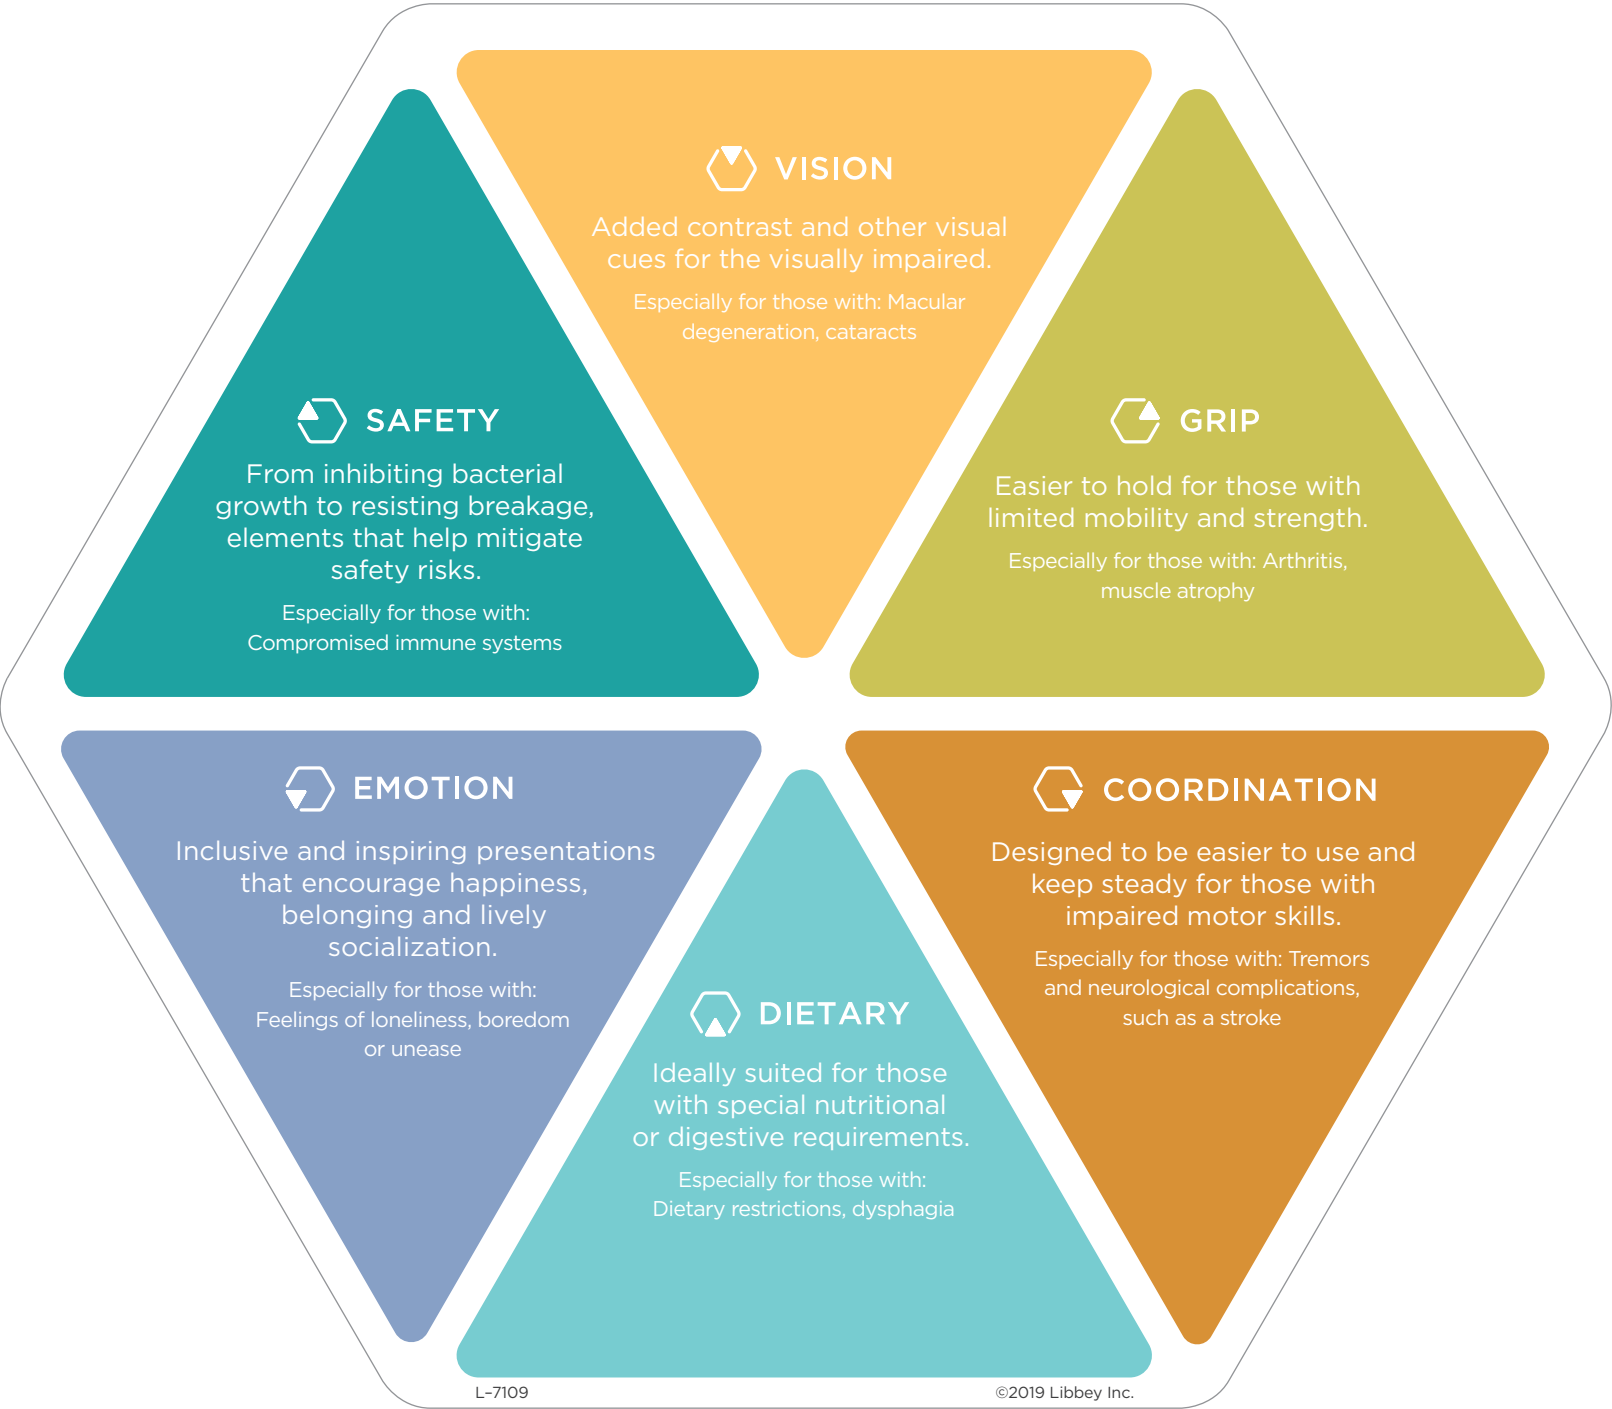 VISION
Added contrast and other visual
cues for the visually impaired.
Especially for those with: Macular
degeneration, cataracts
SAFETY
From inhibiting bacterial
growth to resisting breakage,
elements that help mitigate
safety risks.
Especially for those with:
Compromised immune systems
GRIP
Easier to hold for those with
limited mobility and strength.
Especially for those with: Arthritis,
muscle atrophy
EMOTION
Inclusive and inspiring presentations
that encourage happiness,
belonging and lively
socialization.
Especially for those with:
Feelings of loneliness, boredom
or unease
COORDINATION
Designed to be easier to use and
keep steady for those with
impaired motor skills.
Especially for those with: Tremors
and neurological complications,
such as a stroke
DIETARY
Ideally suited for those
with special nutritional
or digestive requirements.
Especially for those with:
Dietary restrictions, dysphagia
L–7109
©2019 Libbey Inc.